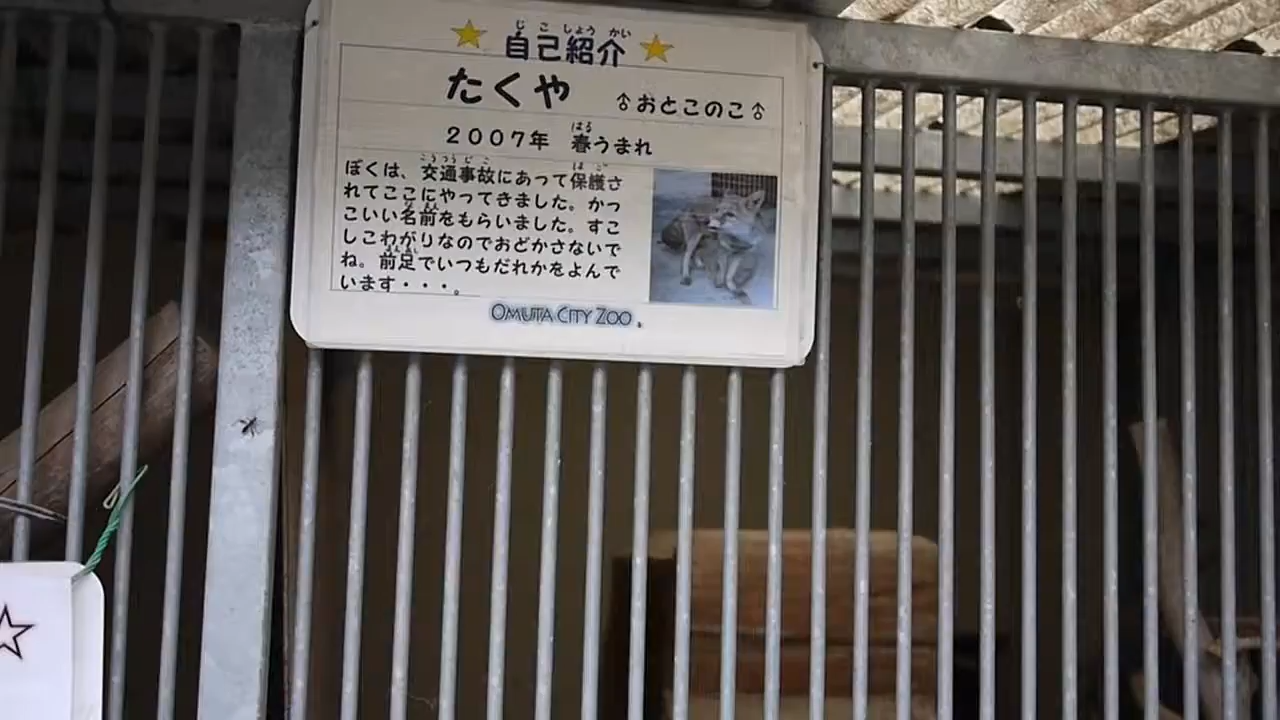 ★ 自己紹介 ★
たくや ♂おとこのこ♂
2007年 春うまれ
ぼくは、交通事故にあって保護さ
れてここにやってきました。かっ
こいい名前をもらいました。すこ
しこわがりなのでおどかさないで
ね。前足でいつもだれかをよんで
います・・・。
OMUTA CITY ZOO